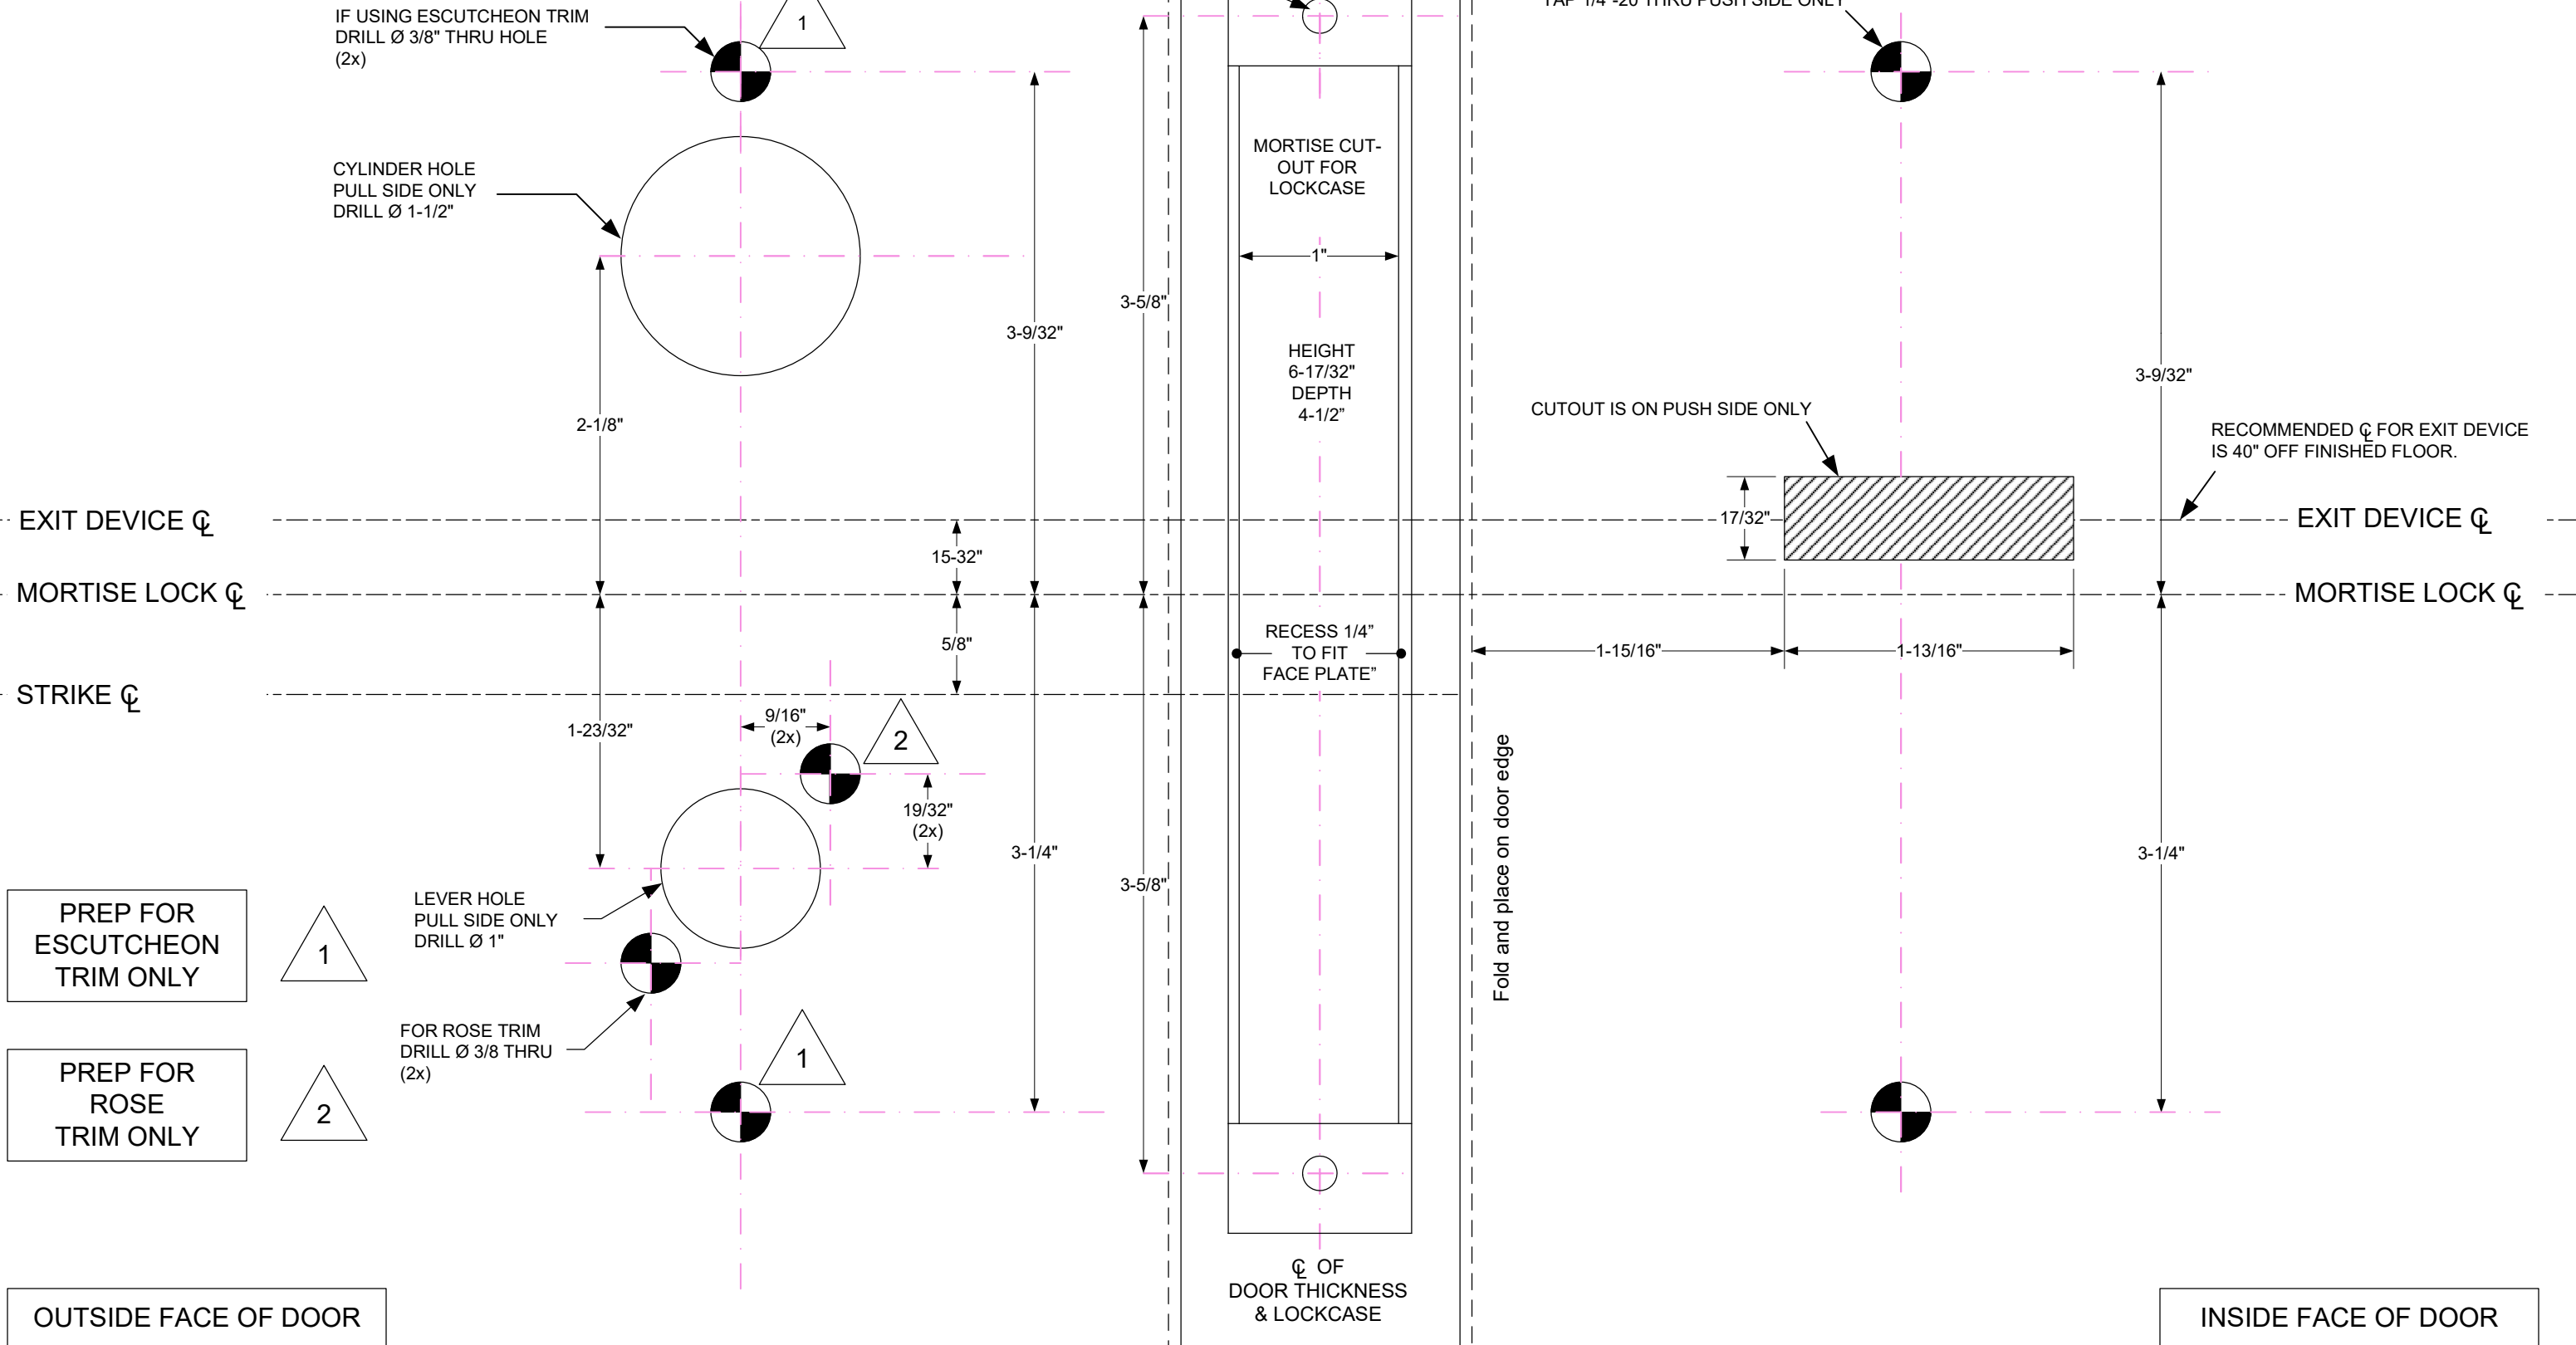 IF USING ESCUTCHEON TRIM
DRILL Ø 3/8" THRU HOLE
(2x)
1
TAP 1/4"-20 THRU PUSH SIDE ONLY
CYLINDER HOLE
PULL SIDE ONLY
DRILL Ø 1-1/2"
MORTISE CUT-
OUT FOR
LOCKCASE
1"
3-5/8"
3-9/32"
HEIGHT
6-17/32"
DEPTH
4-1/2”
3-9/32"
2-1/8"
CUTOUT IS ON PUSH SIDE ONLY
RECOMMENDED ℄ FOR EXIT DEVICE
IS 40" OFF FINISHED FLOOR.
EXIT DEVICE ℄
17/32"
EXIT DEVICE ℄
15-32"
MORTISE LOCK ℄
MORTISE LOCK ℄
5/8"
RECESS 1/4”
TO FIT
FACE PLATE”
1-15/16"
1-13/16"
STRIKE ℄
1-23/32"
9/16"
(2x)
2
19/32"
(2x)
3-1/4"
3-5/8"
3-1/4"
Fold and place on door edge
PREP FOR
ESCUTCHEON
TRIM ONLY
1
LEVER HOLE
PULL SIDE ONLY
DRILL Ø 1"
FOR ROSE TRIM
DRILL Ø 3/8 THRU
(2x)
1
PREP FOR
ROSE
TRIM ONLY
2
℄ OF
DOOR THICKNESS
& LOCKCASE
OUTSIDE FACE OF DOOR
INSIDE FACE OF DOOR